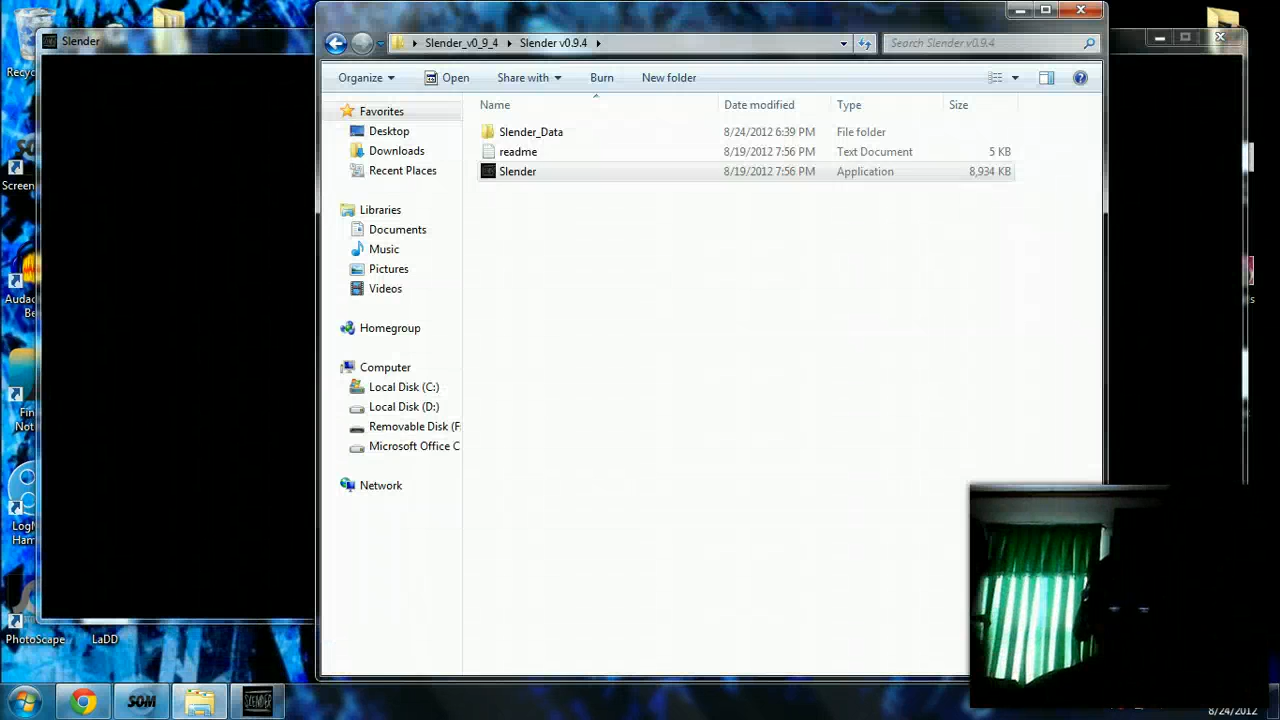 Slender
Slender_v0_9_4 Slender v0.9.4
Search Slender v0.9.4
Organize Open Share with Burn New folder
Name Date modified Type Size
Favorites
Desktop
Downloads
Recent Places
Libraries
Documents
Music
Pictures
Videos
Homegroup
Computer
Local Disk (C:)
Local Disk (D:)
Removable Disk (F
Microsoft Office C
Network
Slender_Data 8/24/2012 6:39 PM File folder
readme 8/19/2012 7:56 PM Text Document 5 KB
Slender 8/19/2012 7:56 PM Application 8,934 KB
Recyc
Screen
Audac
Be
Fin
Not
LogM
Ham
PhotoScape LaDD
SOM
SLENDER
8/24/2012